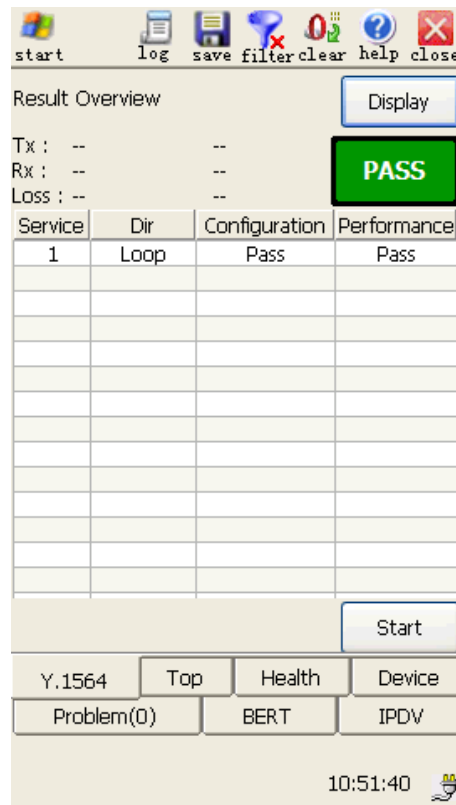 start log save filter clear help close
Result Overview Display
Tx : -- --
Rx : -- --
Loss : -- --
PASS
Service Dir Configuration Performance
1 Loop Pass Pass
Start
Y.1564 Top Health Device
Problem(0) BERT IPDV
10:51:40